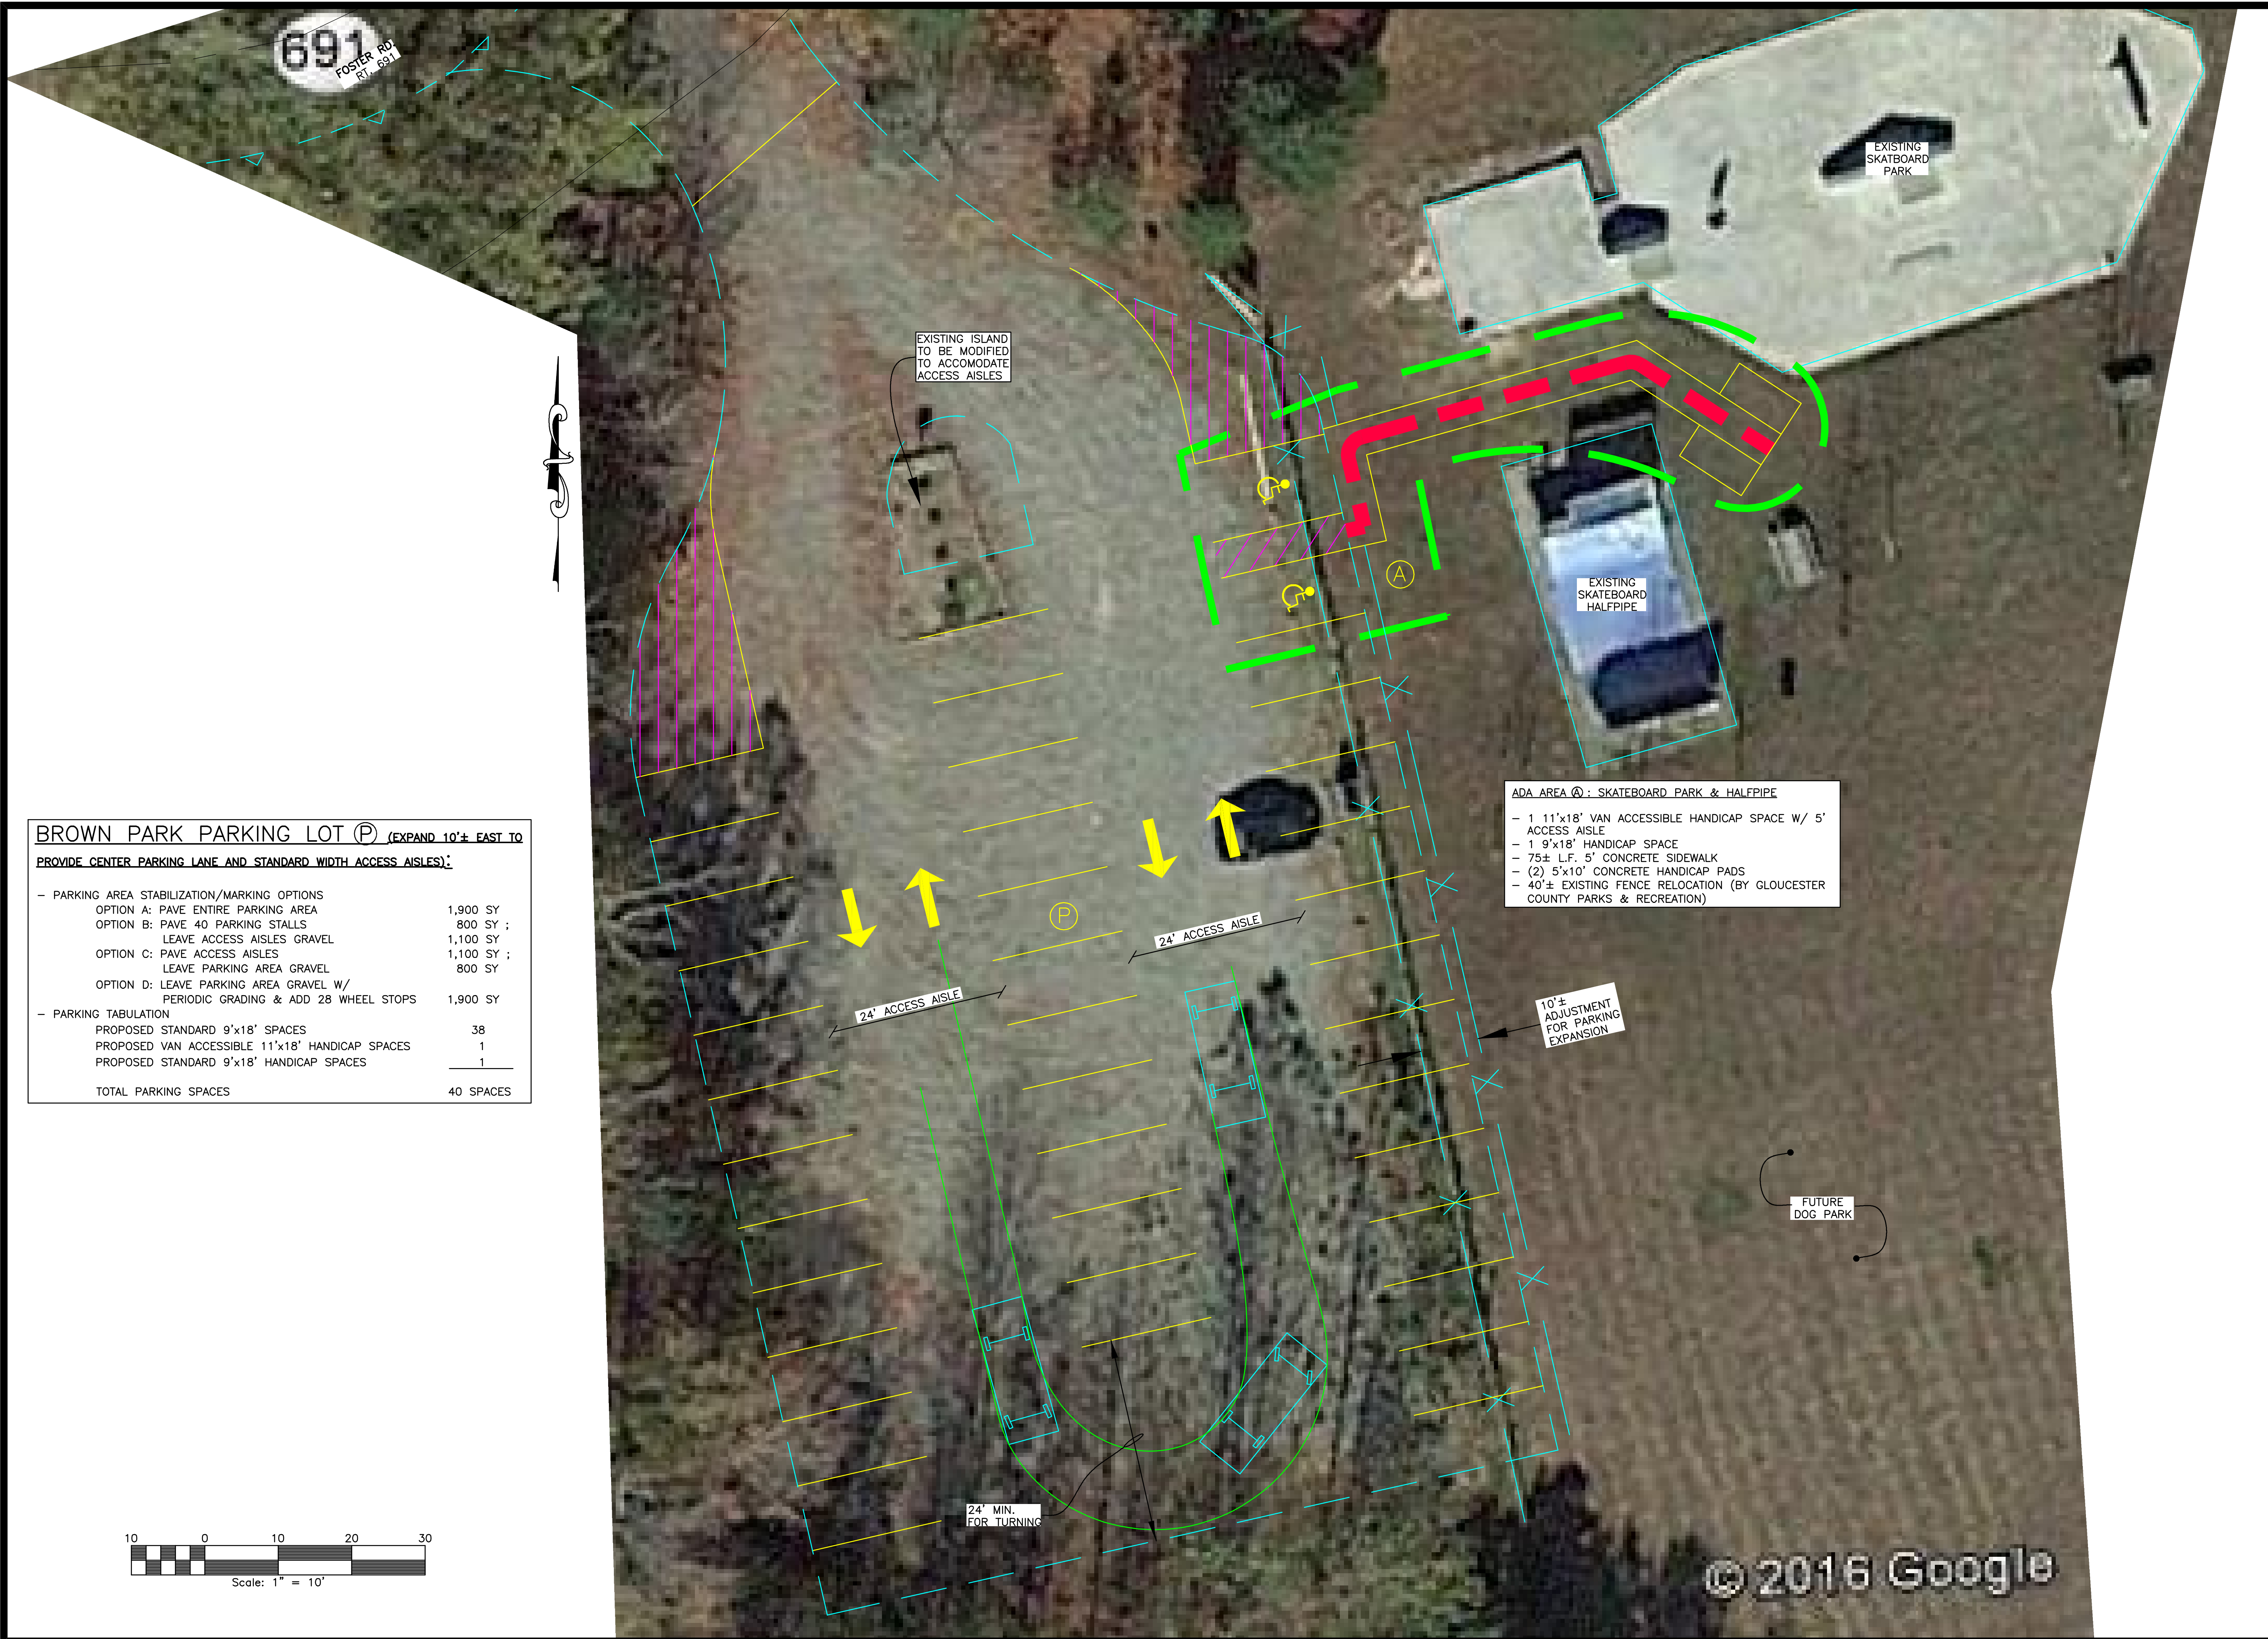 691
FOSTER RD.
RT. 691
EXISTING
SKATBOARD
PARK
EXISTING ISLAND
TO BE MODIFIED
TO ACCOMODATE
ACCESS AISLES
A
EXISTING
SKATEBOARD
HALFPIPE
ADA AREA Ⓐ: SKATEBOARD PARK & HALFPIPE
– 1 11'x18' VAN ACCESSIBLE HANDICAP SPACE W/ 5'
ACCESS AISLE
– 1 9'x18' HANDICAP SPACE
– 75± L.F. 5' CONCRETE SIDEWALK
– (2) 5'x10' CONCRETE HANDICAP PADS
– 40'± EXISTING FENCE RELOCATION (BY GLOUCESTER
COUNTY PARKS & RECREATION)
BROWN PARK PARKING LOT Ⓟ (EXPAND 10'± EAST TO
PROVIDE CENTER PARKING LANE AND STANDARD WIDTH ACCESS AISLES):
– PARKING AREA STABILIZATION/MARKING OPTIONS
OPTION A: PAVE ENTIRE PARKING AREA 1,900 SY
OPTION B: PAVE 40 PARKING STALLS 800 SY ;
LEAVE ACCESS AISLES GRAVEL 1,100 SY
OPTION C: PAVE ACCESS AISLES 1,100 SY ;
LEAVE PARKING AREA GRAVEL 800 SY
OPTION D: LEAVE PARKING AREA GRAVEL W/
PERIODIC GRADING & ADD 28 WHEEL STOPS 1,900 SY
– PARKING TABULATION
PROPOSED STANDARD 9'x18' SPACES 38
PROPOSED VAN ACCESSIBLE 11'x18' HANDICAP SPACES 1
PROPOSED STANDARD 9'x18' HANDICAP SPACES 1
TOTAL PARKING SPACES 40 SPACES
P
24' ACCESS AISLE
24' ACCESS AISLE
10'±
ADJUSTMENT
FOR PARKING
EXPANSION
FUTURE
DOG PARK
24' MIN.
FOR TURNING
10 0 10 20 30
Scale: 1" = 10'
© 2016 Google